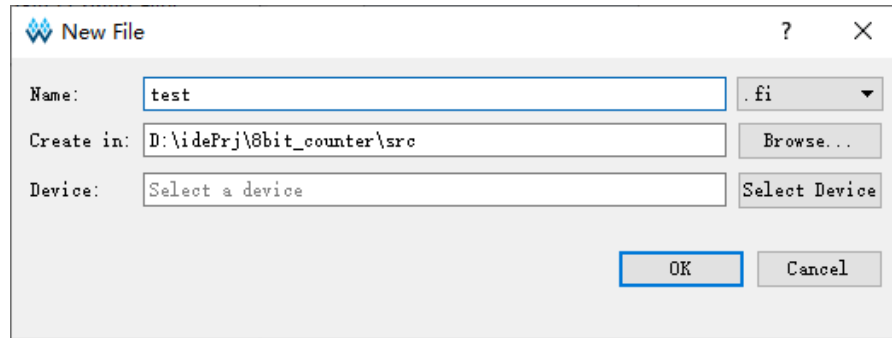 New File
Name: test .fi
Create in: D:\idePrj\8bit_counter\src Browse...
Device: Select a device Select Device
OK Cancel